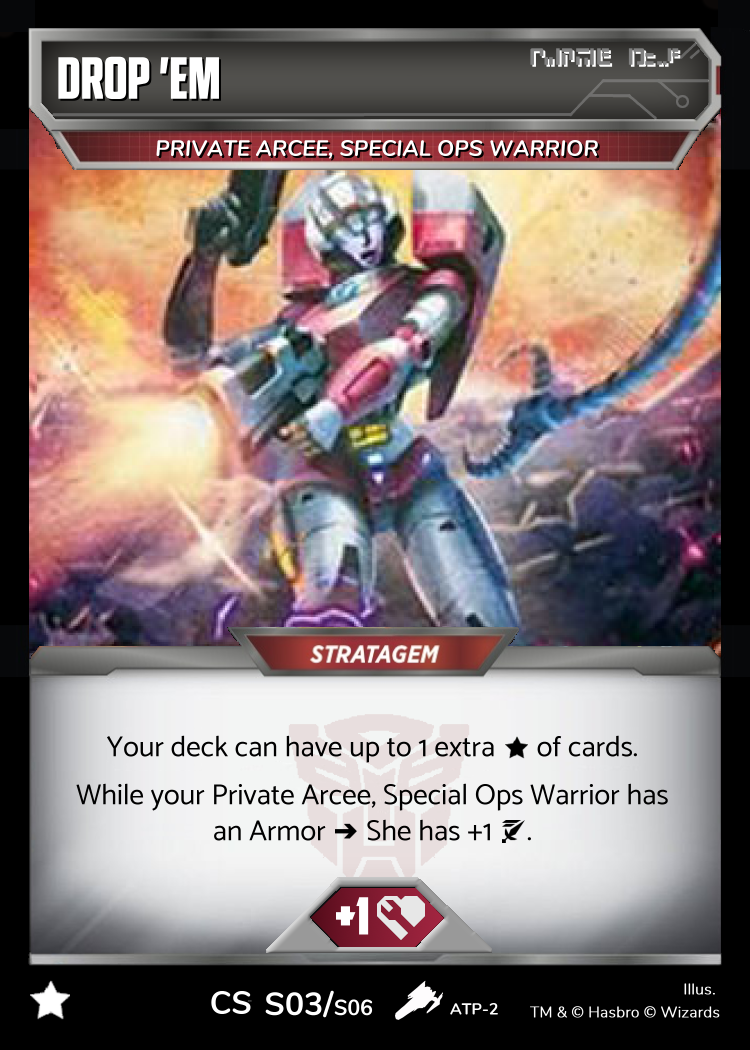 DROP 'EM
PRIVATE ARCEE, SPECIAL OPS WARRIOR
STRATAGEM
Your deck can have up to 1 extra ★ of cards.
While your Private Arcee, Special Ops Warrior has
an Armor ➔ She has +1 .
+1
CS S03/S06
ATP-2
Illus.
TM & © Hasbro © Wizards